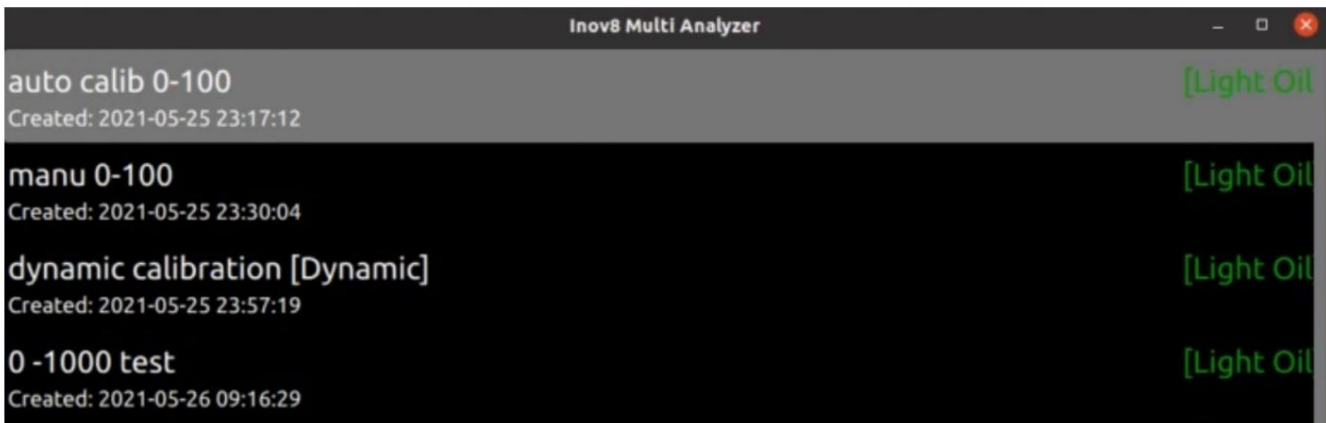 Inov8 Multi Analyzer
auto calib 0-100
[Light Oil
Created: 2021-05-25 23:17:12
manu 0-100
[Light Oil
Created: 2021-05-25 23:30:04
dynamic calibration [Dynamic]
[Light Oil
Created: 2021-05-25 23:57:19
0 -1000 test
[Light Oil
Created: 2021-05-26 09:16:29